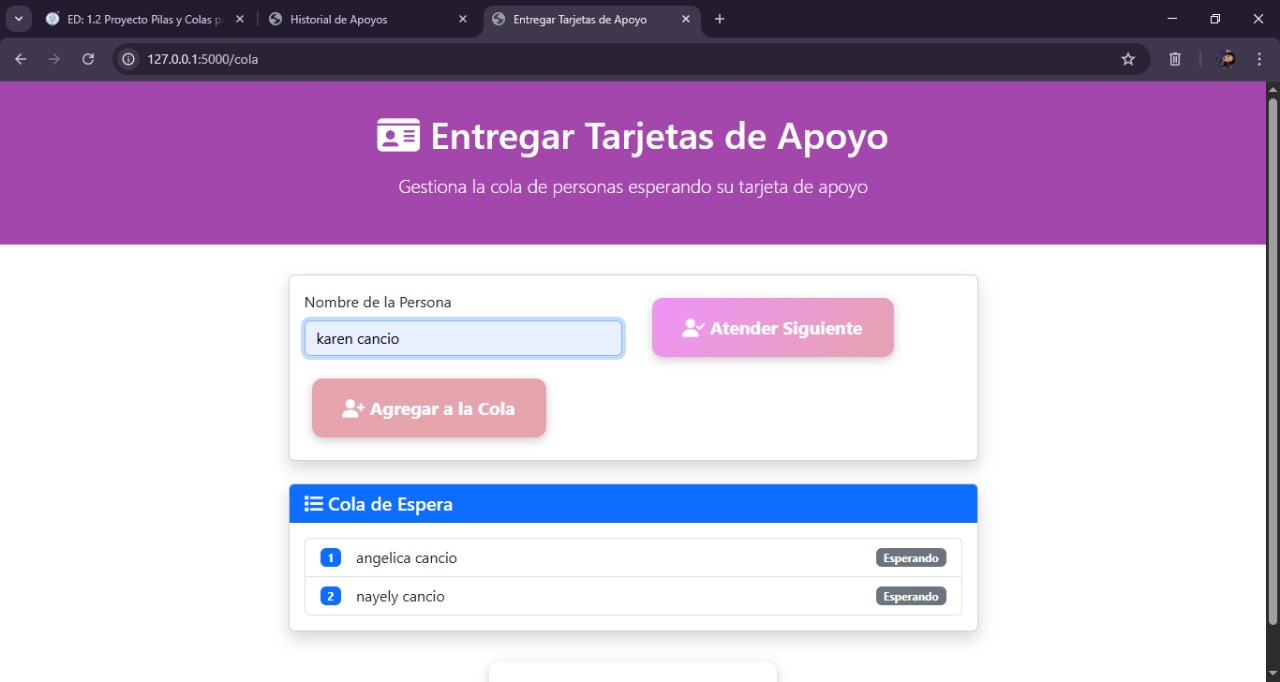 ED: 1.2 Proyecto Pilas y Colas p
Historial de Apoyos
Entregar Tarjetas de Apoyo
127.0.0.1:5000/cola
Entregar Tarjetas de Apoyo
Gestiona la cola de personas esperando su tarjeta de apoyo
Nombre de la Persona
karen cancio
Atender Siguiente
Agregar a la Cola
Cola de Espera
1 angelica cancio Esperando
2 nayely cancio Esperando